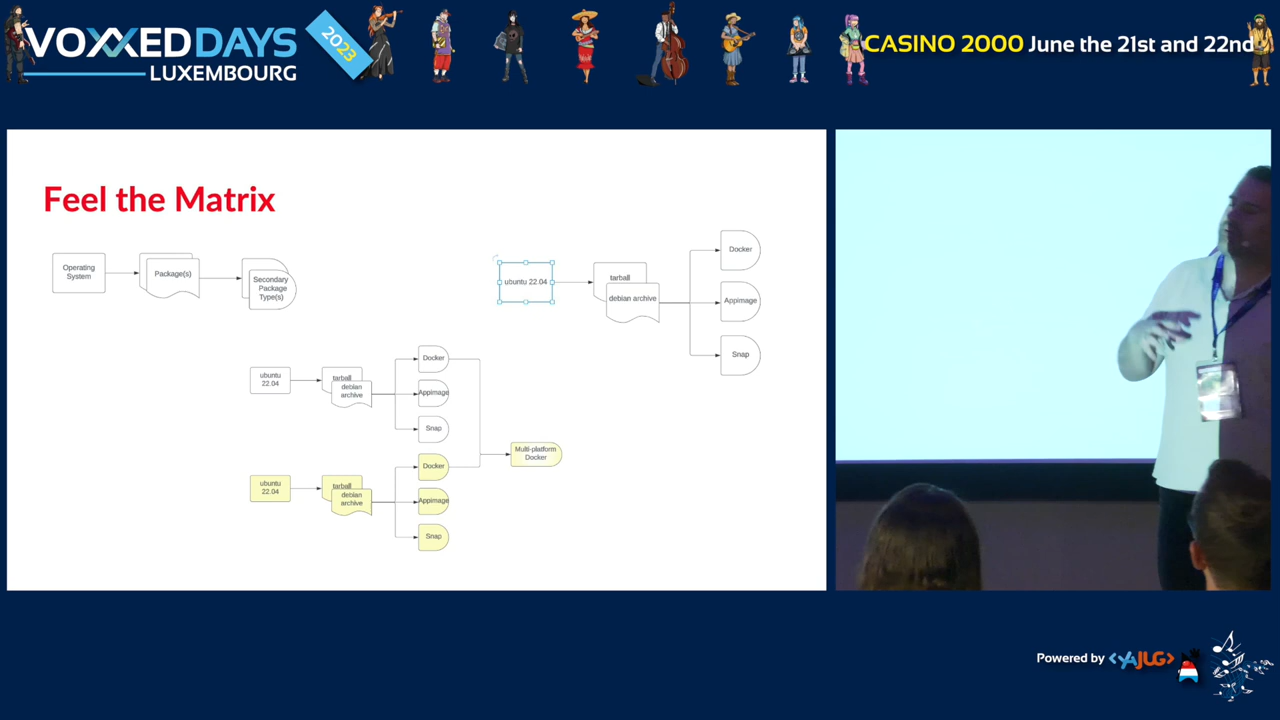 VOXXEDDAYS
LUXEMBOURG
2023
CASINO 2000 June the 21st and 22nd
Feel the Matrix
Operating
System
Package(s)
Secondary
Package
Type(s)
ubuntu 22.04
tarball
debian archive
Docker
Appimage
Snap
ubuntu
22.04
tarball
debian
archive
Docker
Appimage
Snap
Multi-platform
Docker
ubuntu
22.04
tarball
debian
archive
Docker
Appimage
Snap
Powered by <YAJUG>